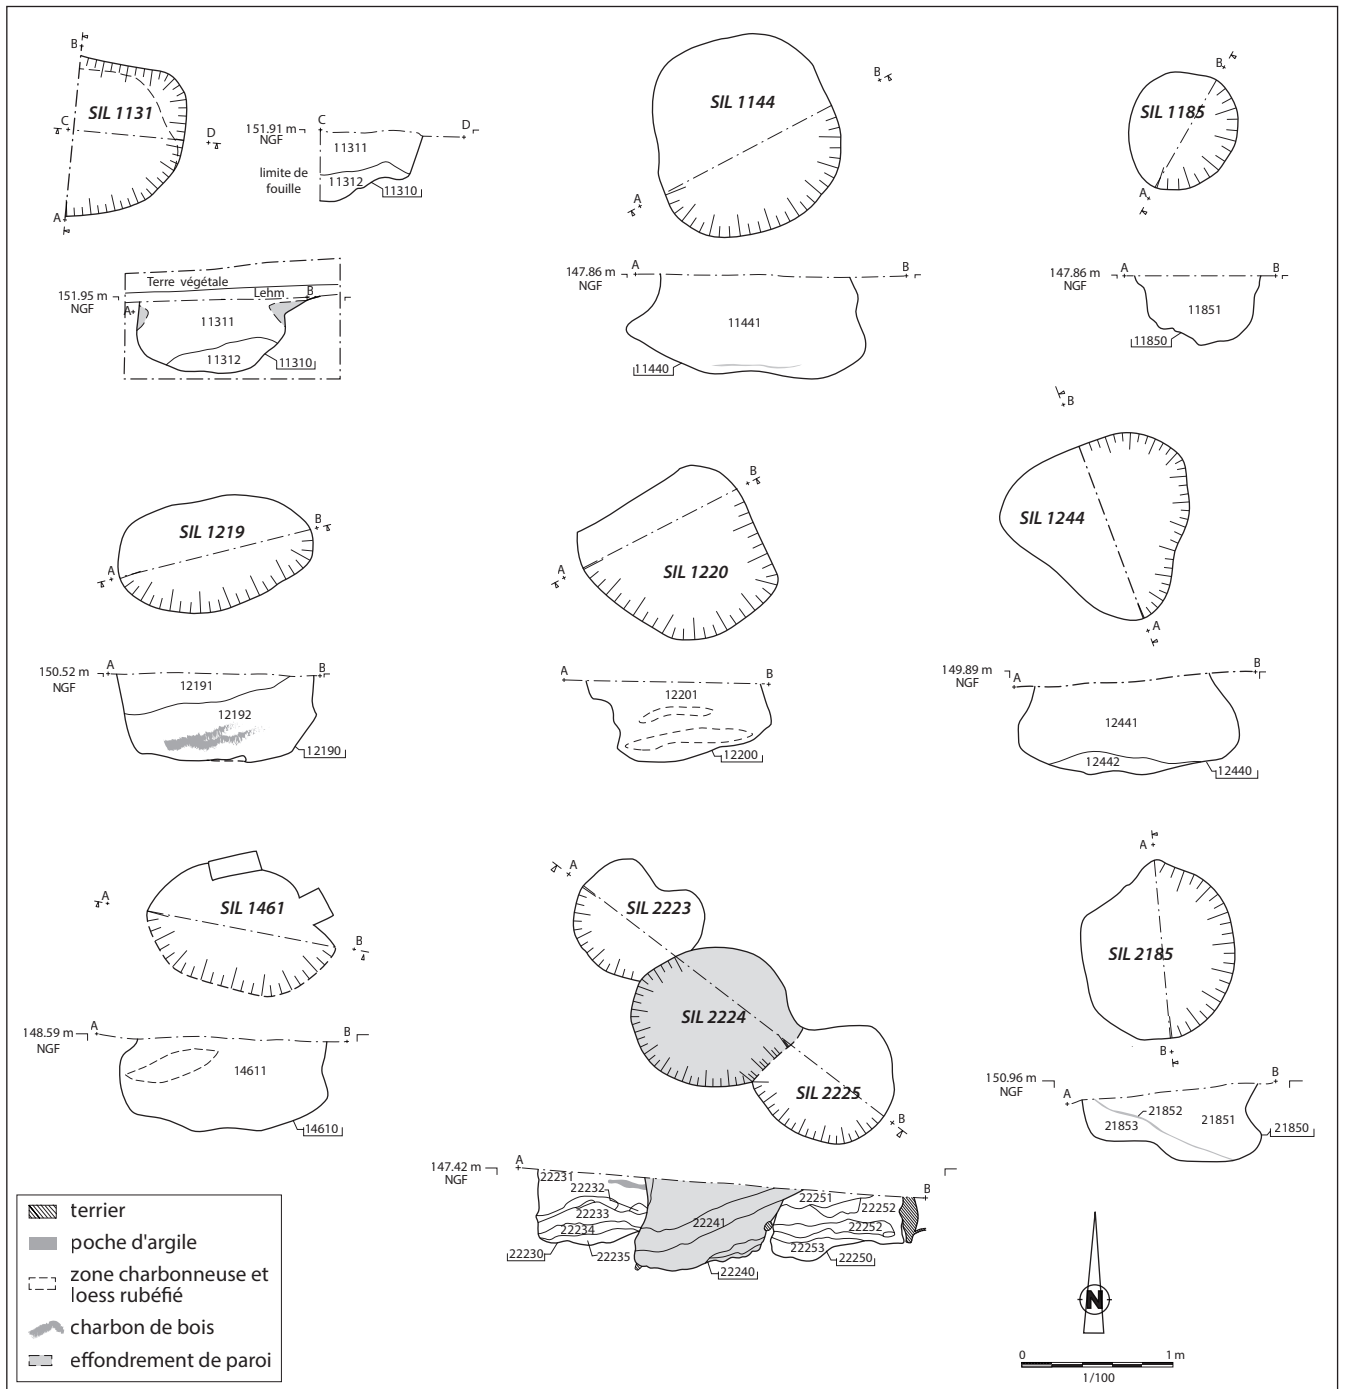 B
SIL 1131
C
D
A
151.91 m
NGF
C
D
11311
limite de
fouille
11312
11310
Terre végétale
Lehm
B
151.95 m
NGF
A
11311
11312
11310
SIL 1144
B
A
147.86 m
NGF
A
B
11441
11440
B
SIL 1185
A
147.86 m
NGF
A
B
11851
11850
SIL 1219
B
A
150.52 m
NGF
A
B
12191
12192
12190
B
SIL 1220
A
A
B
12201
12200
B
SIL 1244
A
149.89 m
NGF
A
B
12441
12442
12440
A
SIL 1461
B
148.59 m
NGF
A
B
14611
14610
A
SIL 2223
SIL 2224
SIL 2225
B
147.42 m
NGF
A
B
22231
22232
22233
22234
22235
22230
22241
22240
22251
22252
22252
22253
22250
A
SIL 2185
B
150.96 m
NGF
A
B
21852
21851
21853
21850
terrier
poche d'argile
zone charbonneuse et
loess rubéfié
charbon de bois
effondrement de paroi
N
0
1 m
1/100